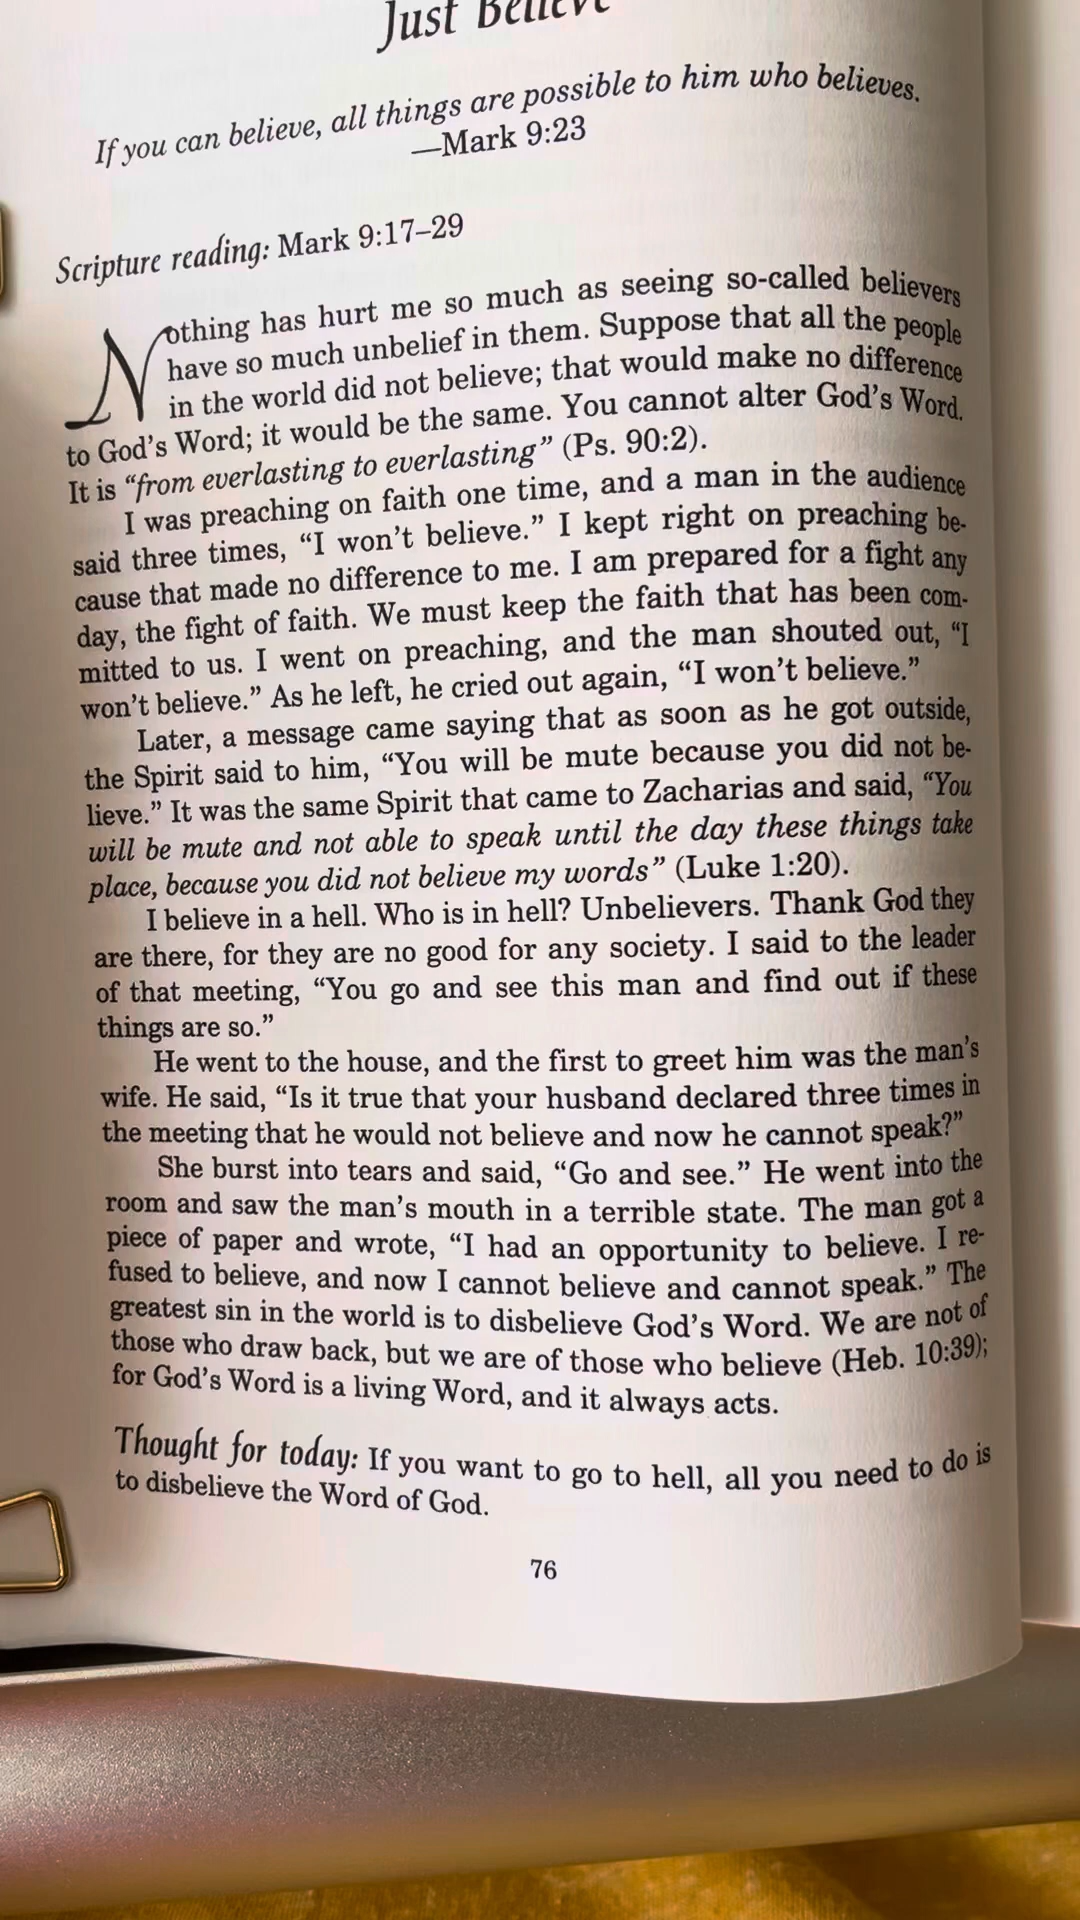 Just Believe
If you can believe, all things are possible to him who believes.
—Mark 9:23
Scripture reading: Mark 9:17–29
Nothing has hurt me so much as seeing so-called believers
have so much unbelief in them. Suppose that all the people
in the world did not believe; that would make no difference
to God's Word; it would be the same. You cannot alter God's Word.
It is “from everlasting to everlasting” (Ps. 90:2).
I was preaching on faith one time, and a man in the audience
said three times, “I won't believe.” I kept right on preaching be-
cause that made no difference to me. I am prepared for a fight any
day, the fight of faith. We must keep the faith that has been com-
mitted to us. I went on preaching, and the man shouted out, “I
won't believe.” As he left, he cried out again, “I won't believe.”
Later, a message came saying that as soon as he got outside,
the Spirit said to him, “You will be mute because you did not be-
lieve.” It was the same Spirit that came to Zacharias and said, “You
will be mute and not able to speak until the day these things take
place, because you did not believe my words” (Luke 1:20).
I believe in a hell. Who is in hell? Unbelievers. Thank God they
are there, for they are no good for any society. I said to the leader
of that meeting, “You go and see this man and find out if these
things are so.”
He went to the house, and the first to greet him was the man's
wife. He said, “Is it true that your husband declared three times in
the meeting that he would not believe and now he cannot speak?”
She burst into tears and said, “Go and see.” He went into the
room and saw the man's mouth in a terrible state. The man got a
piece of paper and wrote, “I had an opportunity to believe. I re-
fused to believe, and now I cannot believe and cannot speak.” The
greatest sin in the world is to disbelieve God's Word. We are not of
those who draw back, but we are of those who believe (Heb. 10:39);
for God's Word is a living Word, and it always acts.
Thought for today: If you want to go to hell, all you need to do is
to disbelieve the Word of God.
76